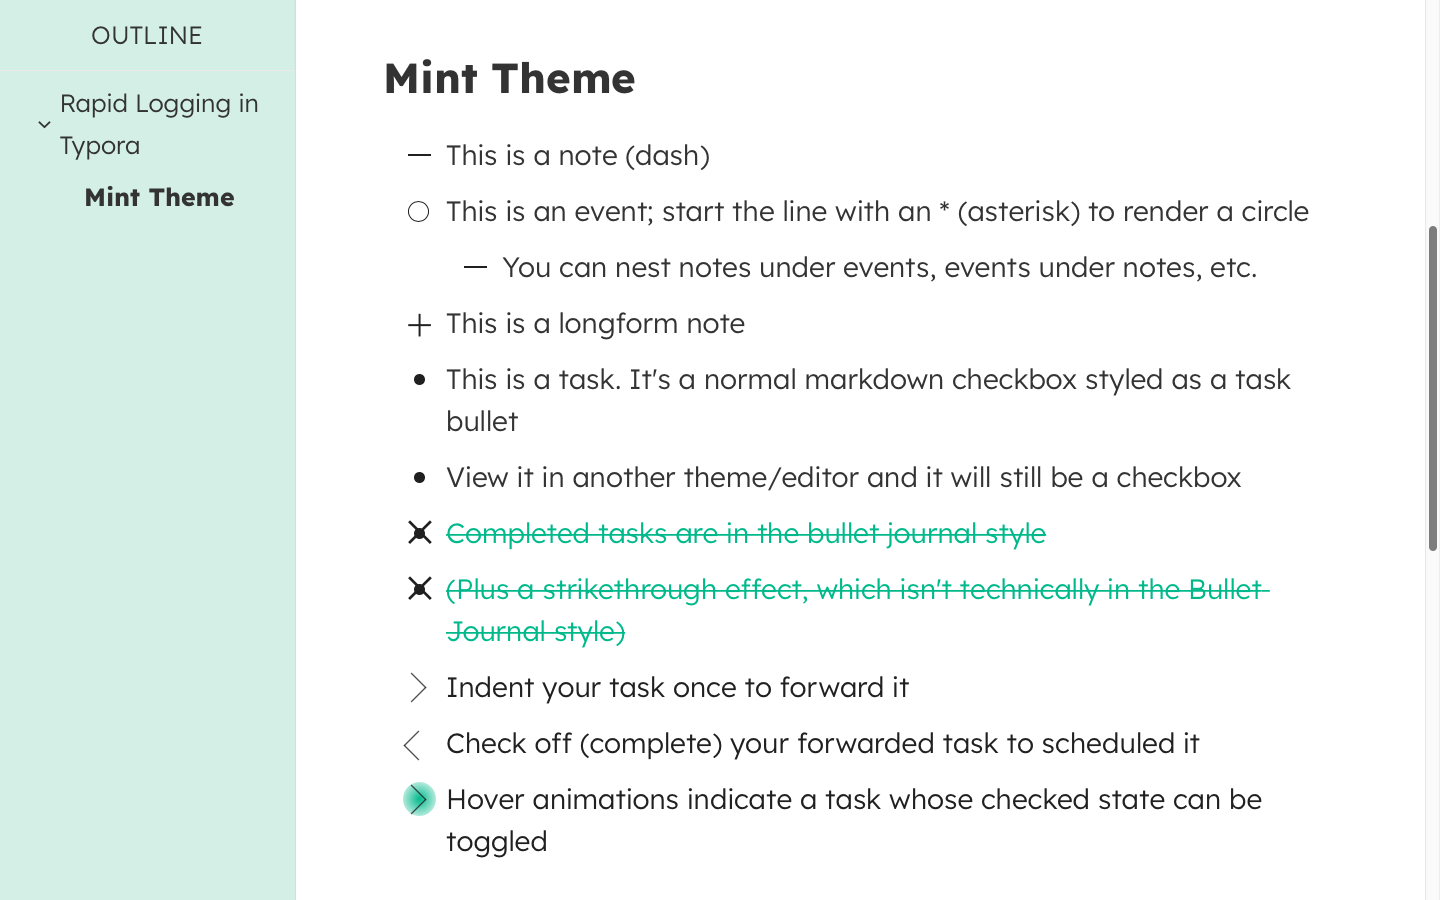 OUTLINE
Rapid Logging in
Typora
Mint Theme
Mint Theme
This is a note (dash)
This is an event; start the line with an * (asterisk) to render a circle
You can nest notes under events, events under notes, etc.
This is a longform note
This is a task. It's a normal markdown checkbox styled as a task
bullet
View it in another theme/editor and it will still be a checkbox
Completed tasks are in the bullet journal style
(Plus a strikethrough effect, which isn't technically in the Bullet
Journal style)
Indent your task once to forward it
Check off (complete) your forwarded task to scheduled it
Hover animations indicate a task whose checked state can be
toggled